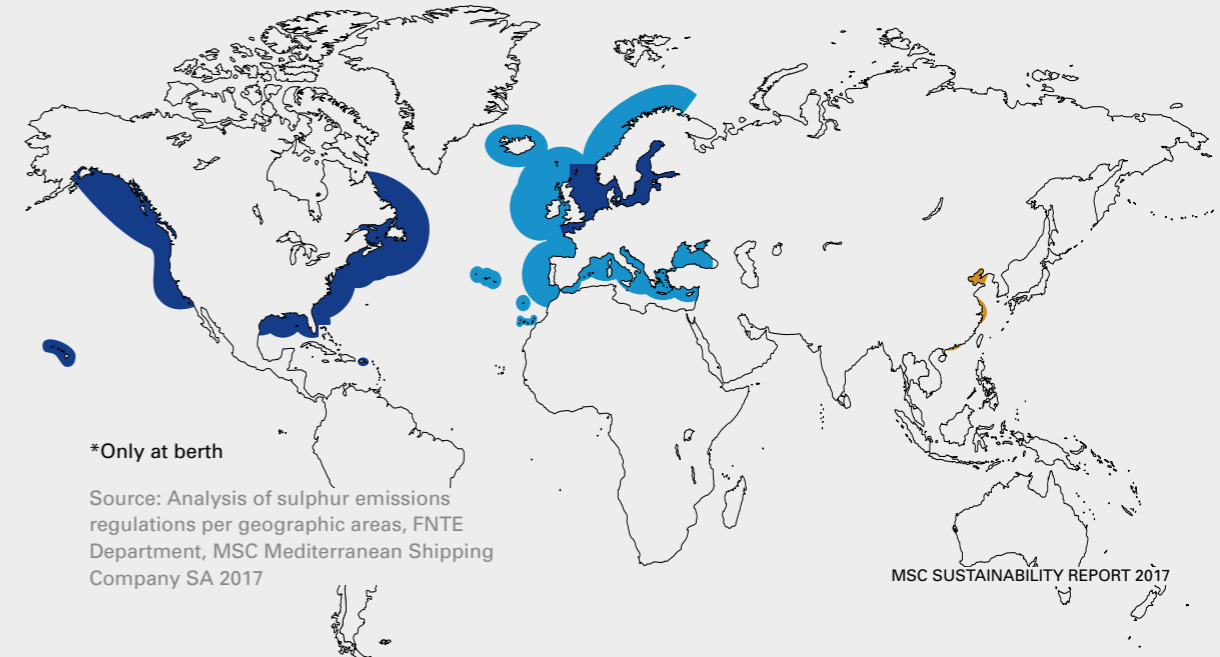 *Only at berth
Source: Analysis of sulphur emissions
regulations per geographic areas, FNTE
Department, MSC Mediterranean Shipping
Company SA 2017
MSC SUSTAINABILITY REPORT 2017